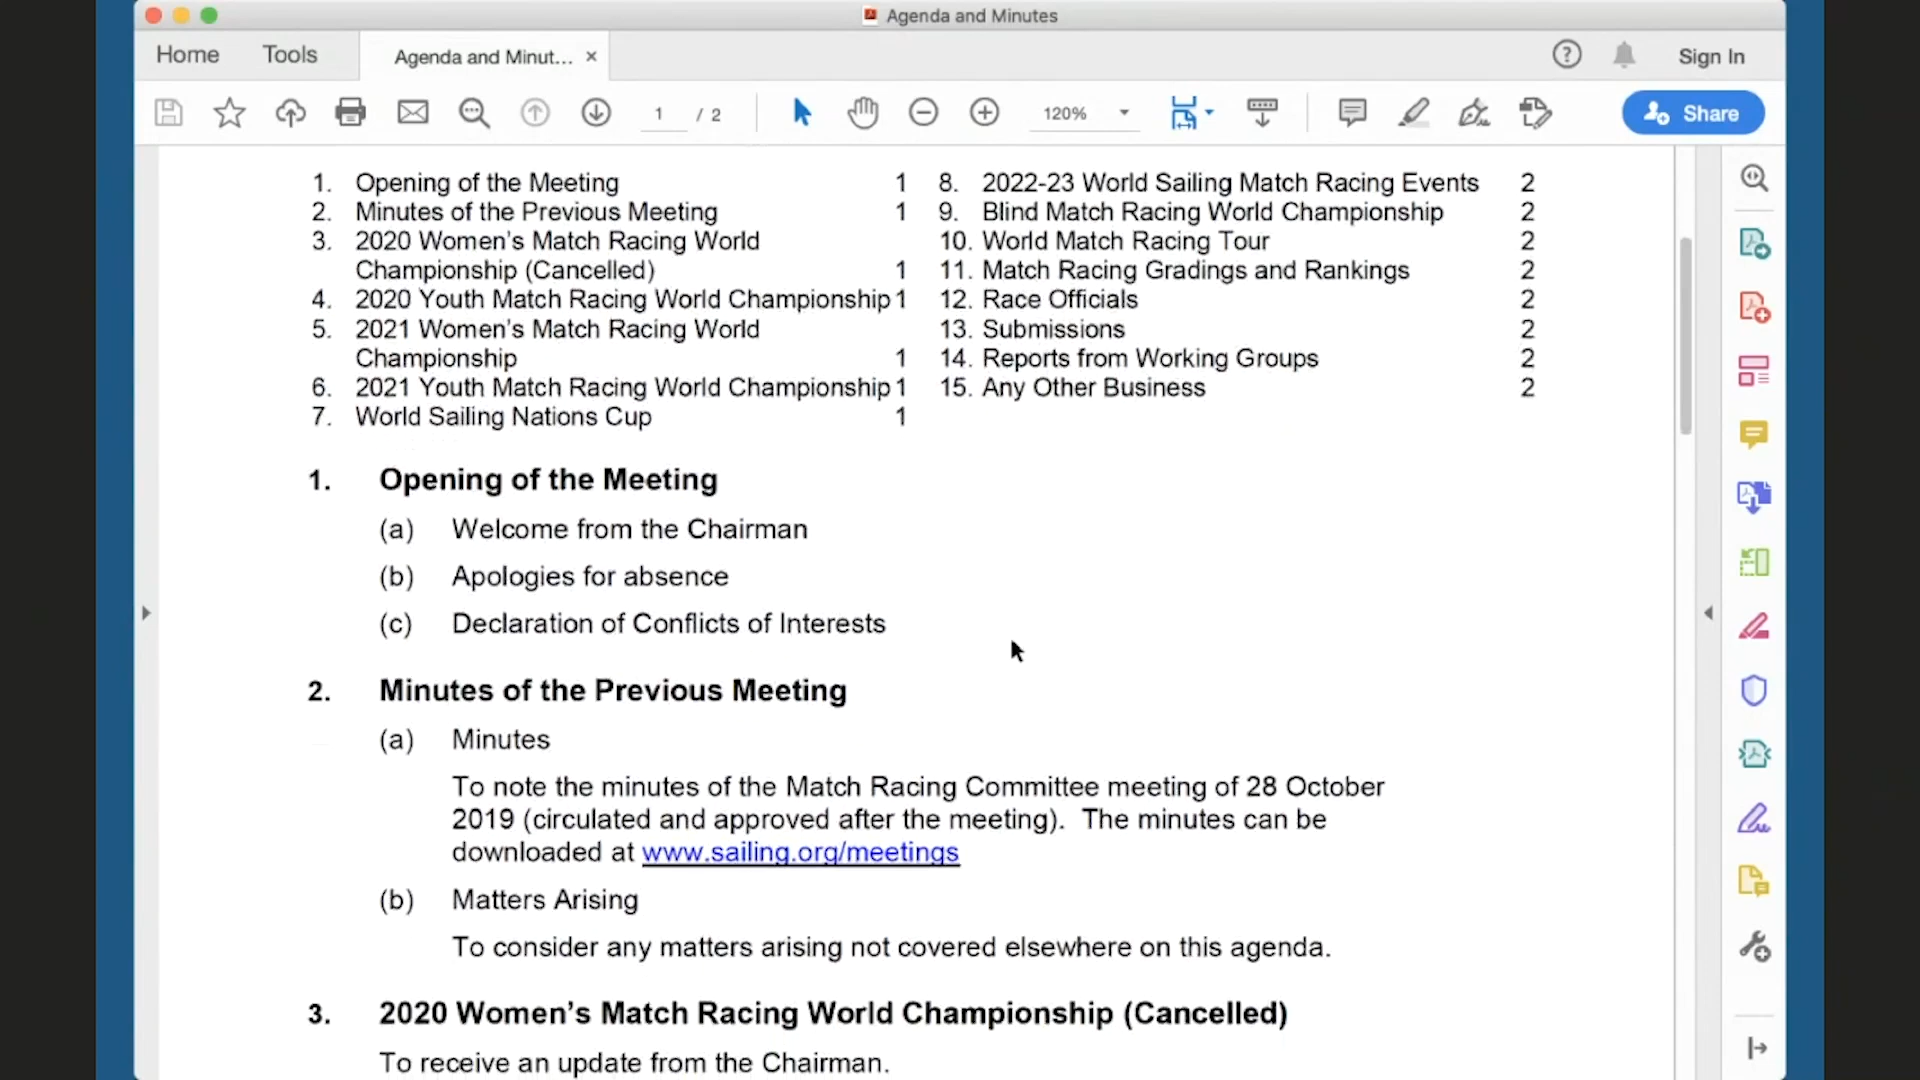 Agenda and Minutes
Home Tools Agenda and Minut... × Sign In
1 / 2 120% Share
1. Opening of the Meeting 1
2. Minutes of the Previous Meeting 1
3. 2020 Women's Match Racing World
Championship (Cancelled) 1
4. 2020 Youth Match Racing World Championship 1
5. 2021 Women's Match Racing World
Championship 1
6. 2021 Youth Match Racing World Championship 1
7. World Sailing Nations Cup 1
8. 2022-23 World Sailing Match Racing Events 2
9. Blind Match Racing World Championship 2
10. World Match Racing Tour 2
11. Match Racing Gradings and Rankings 2
12. Race Officials 2
13. Submissions 2
14. Reports from Working Groups 2
15. Any Other Business 2
1. Opening of the Meeting
(a) Welcome from the Chairman
(b) Apologies for absence
(c) Declaration of Conflicts of Interests
2. Minutes of the Previous Meeting
(a) Minutes
To note the minutes of the Match Racing Committee meeting of 28 October
2019 (circulated and approved after the meeting). The minutes can be
downloaded at www.sailing.org/meetings
(b) Matters Arising
To consider any matters arising not covered elsewhere on this agenda.
3. 2020 Women's Match Racing World Championship (Cancelled)
To receive an update from the Chairman.